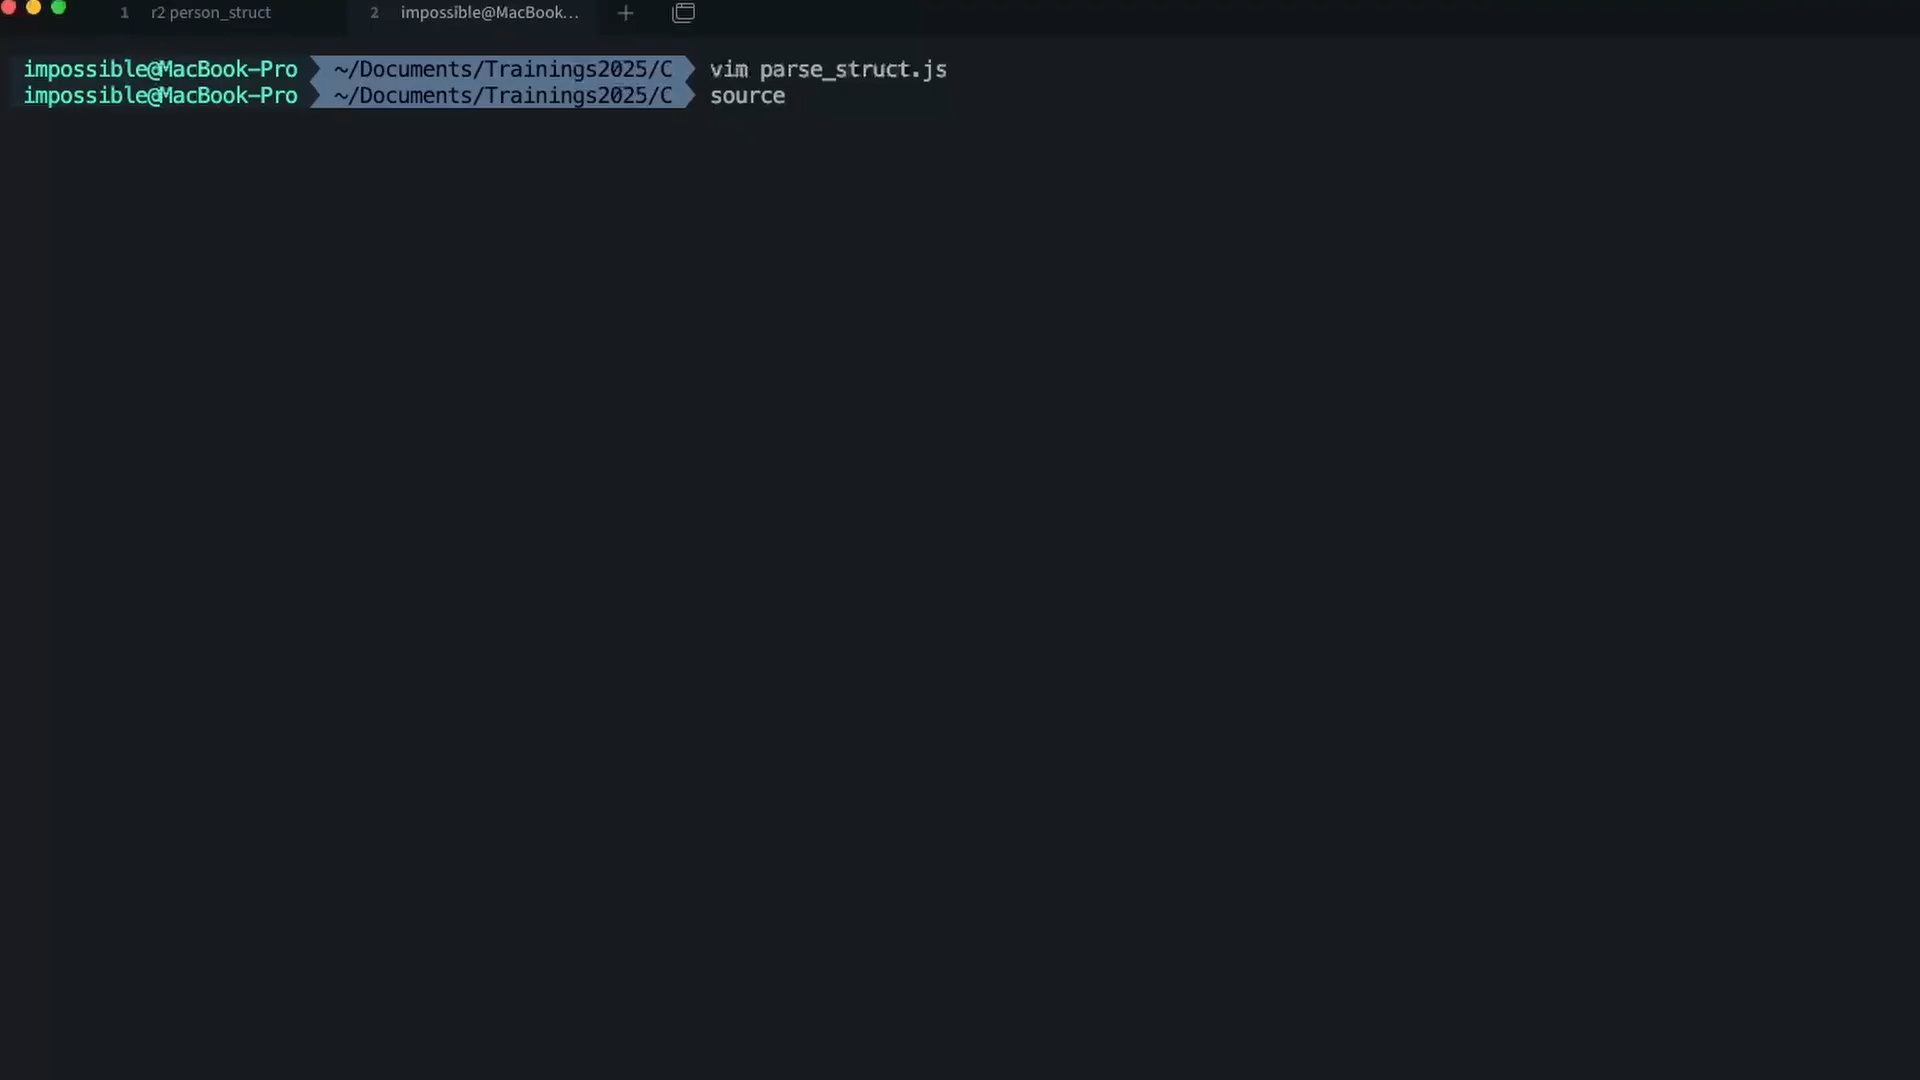 1 r2 person_struct 2 impossible@MacBook...
impossible@MacBook-Pro ~/Documents/Trainings2025/C vim parse_struct.js
impossible@MacBook-Pro ~/Documents/Trainings2025/C source